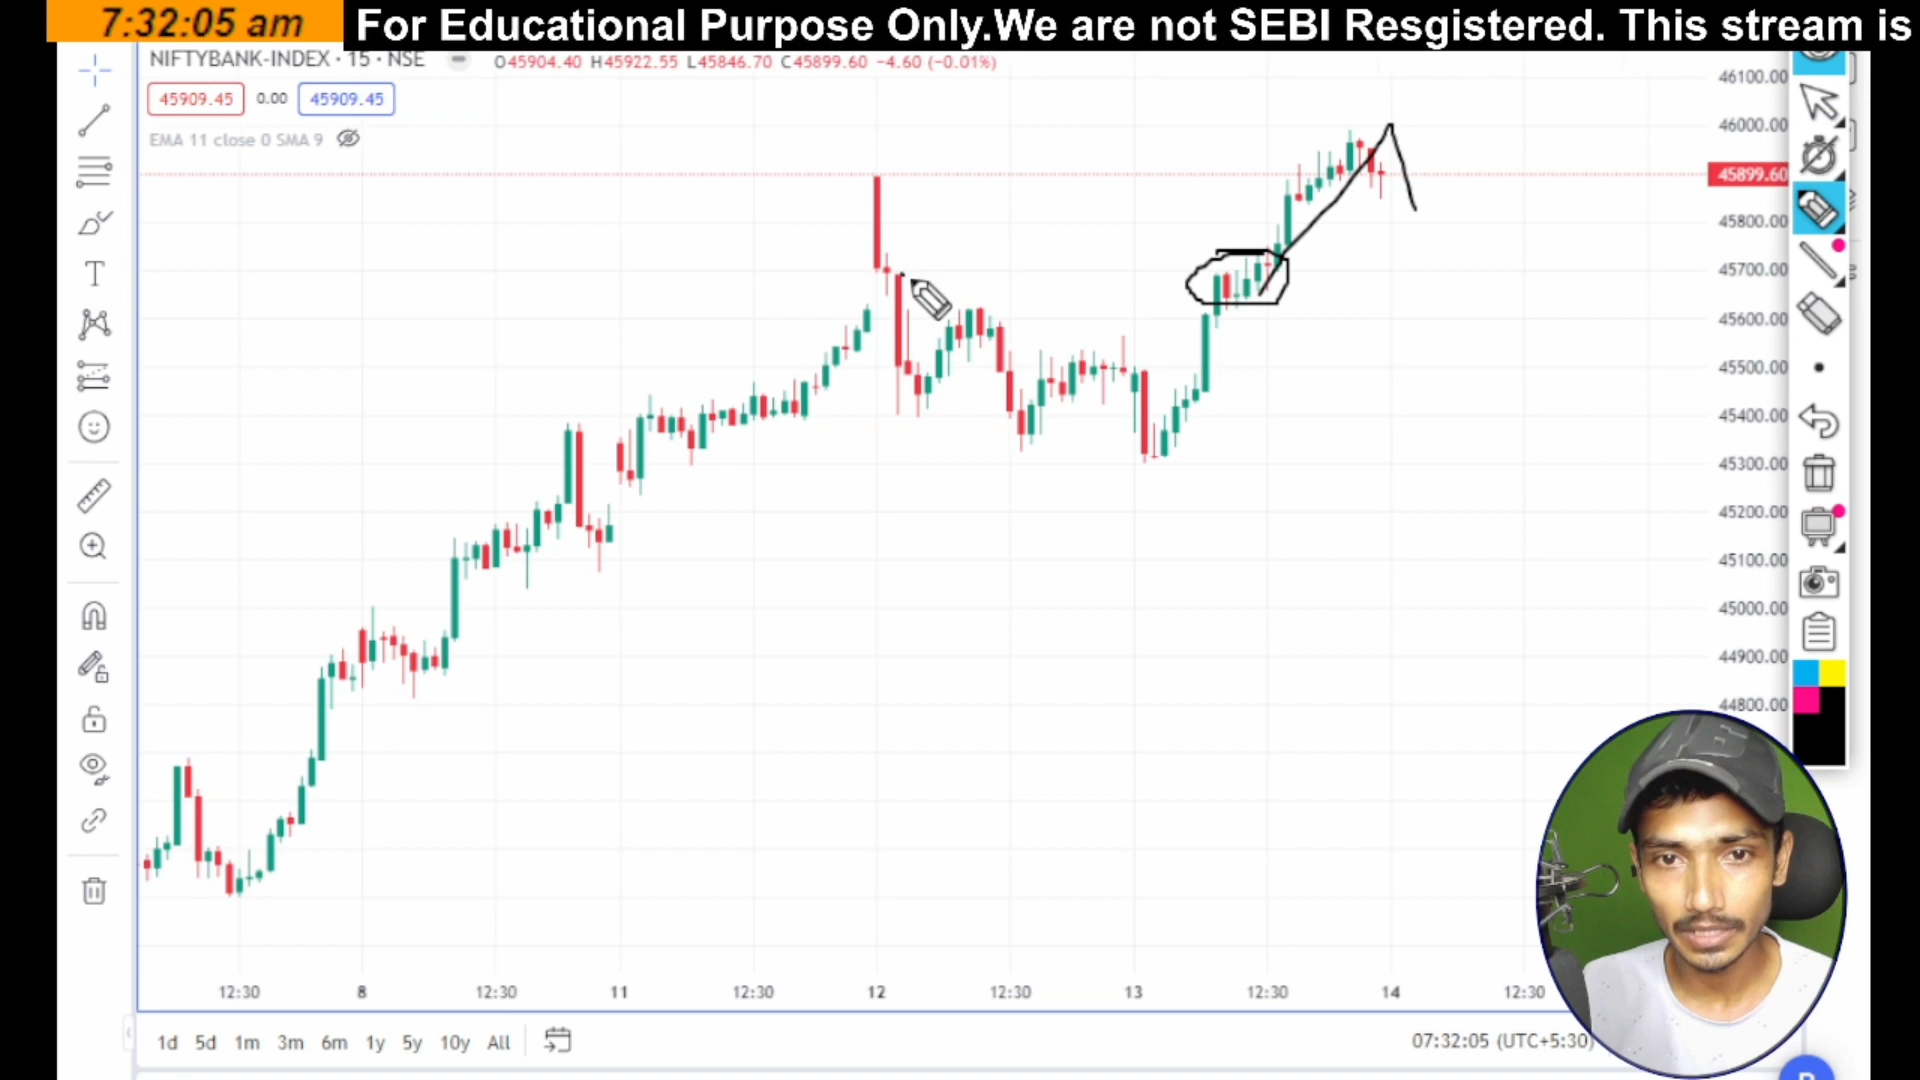 7:32:05 am
For Educational Purpose Only.We are not SEBI Resgistered. This stream is
NIFTYBANK-INDEX · 15 · NSE
O45904.40 H45922.55 L45846.70 C45899.60 −4.60 (−0.01%)
45909.45 0.00 45909.45
EMA 11 close 0 SMA 9
46100.00
46000.00
45899.60
45800.00
45700.00
45600.00
45500.00
45400.00
45300.00
45200.00
45100.00
45000.00
44900.00
44800.00
12:30 8 12:30 11 12:30 12 12:30 13 12:30 14 12:30
1d 5d 1m 3m 6m 1y 5y 10y All
07:32:05 (UTC+5:30)